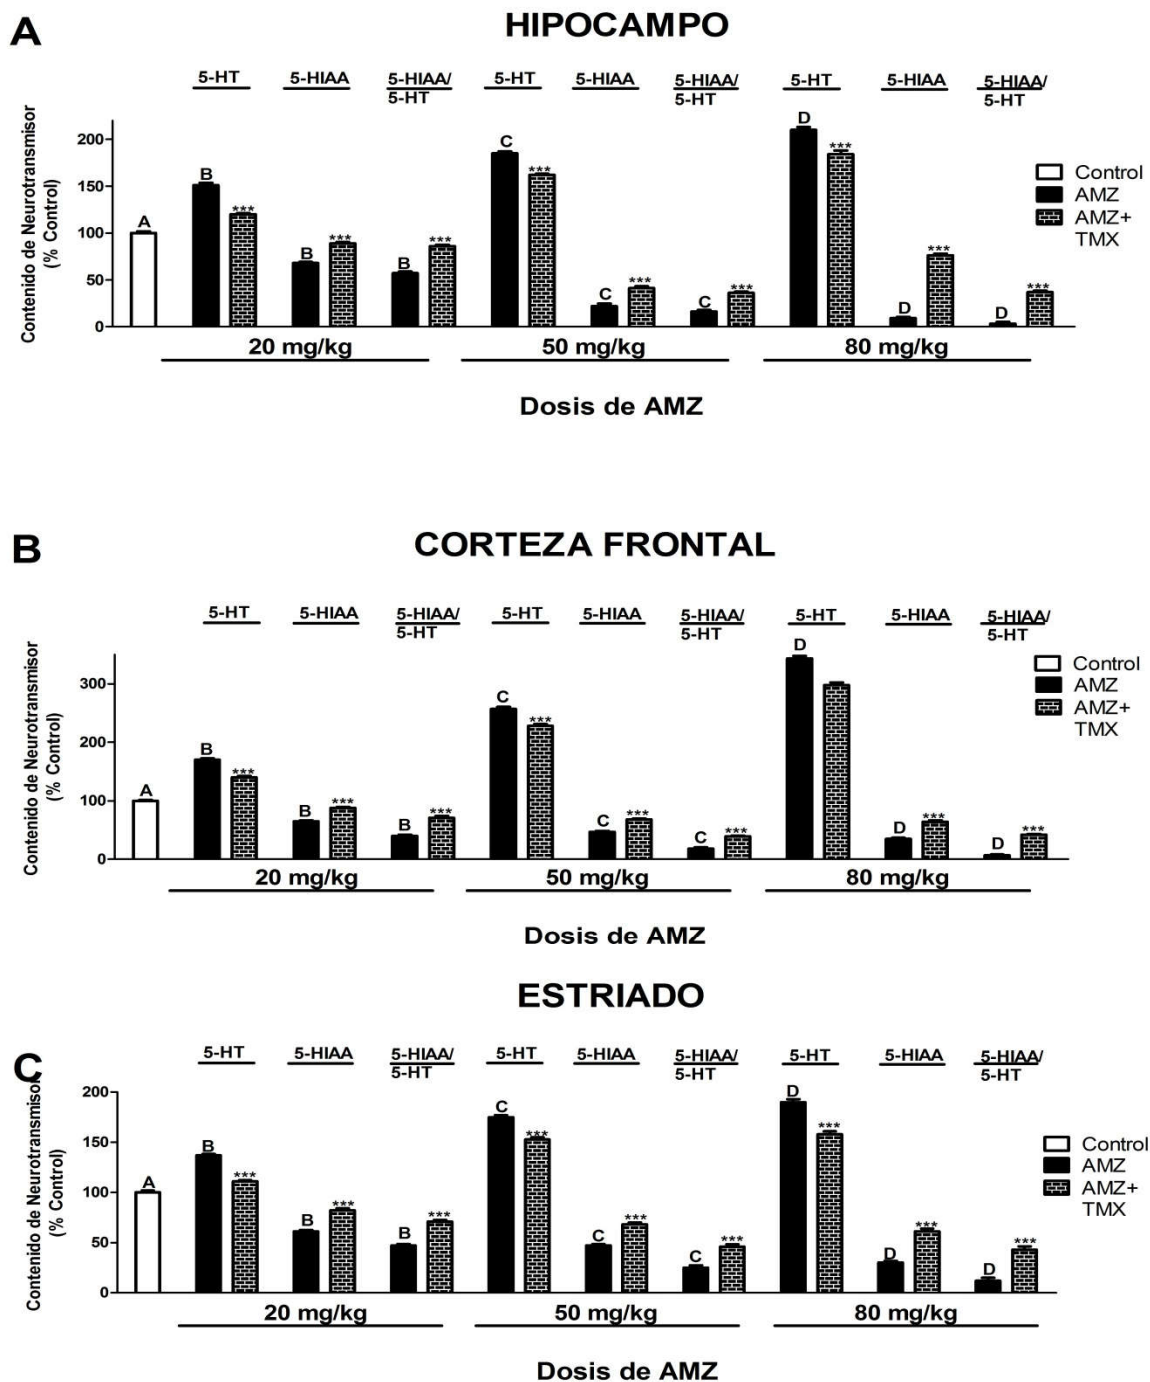 A
HIPOCAMPO
5-HT 5-HIAA 5-HIAA/ 5-HT 5-HIAA 5-HIAA/ 5-HT 5-HIAA 5-HIAA/
5-HT 5-HT 5-HT
Contenido de Neurotransmisor
(% Control)
200
150
100
50
0
A B *** B *** B *** C *** C *** C *** D *** D *** D ***
Control
AMZ
AMZ+
TMX
20 mg/kg 50 mg/kg 80 mg/kg
Dosis de AMZ
B
CORTEZA FRONTAL
5-HT 5-HIAA 5-HIAA/ 5-HT 5-HIAA 5-HIAA/ 5-HT 5-HIAA 5-HIAA/
5-HT 5-HT 5-HT
Contenido de Neurotransmisor
(% Control)
300
200
100
0
A B *** B *** B *** C *** C *** C *** D D *** D ***
Control
AMZ
AMZ+
TMX
20 mg/kg 50 mg/kg 80 mg/kg
Dosis de AMZ
ESTRIADO
C
5-HT 5-HIAA 5-HIAA/ 5-HT 5-HIAA 5-HIAA/ 5-HT 5-HIAA 5-HIAA/
5-HT 5-HT 5-HT
Contenido de Neurotransmisor
(% Control)
200
150
100
50
0
A B *** B *** B *** C *** C *** C *** D *** D *** D ***
Control
AMZ
AMZ+
TMX
20 mg/kg 50 mg/kg 80 mg/kg
Dosis de AMZ